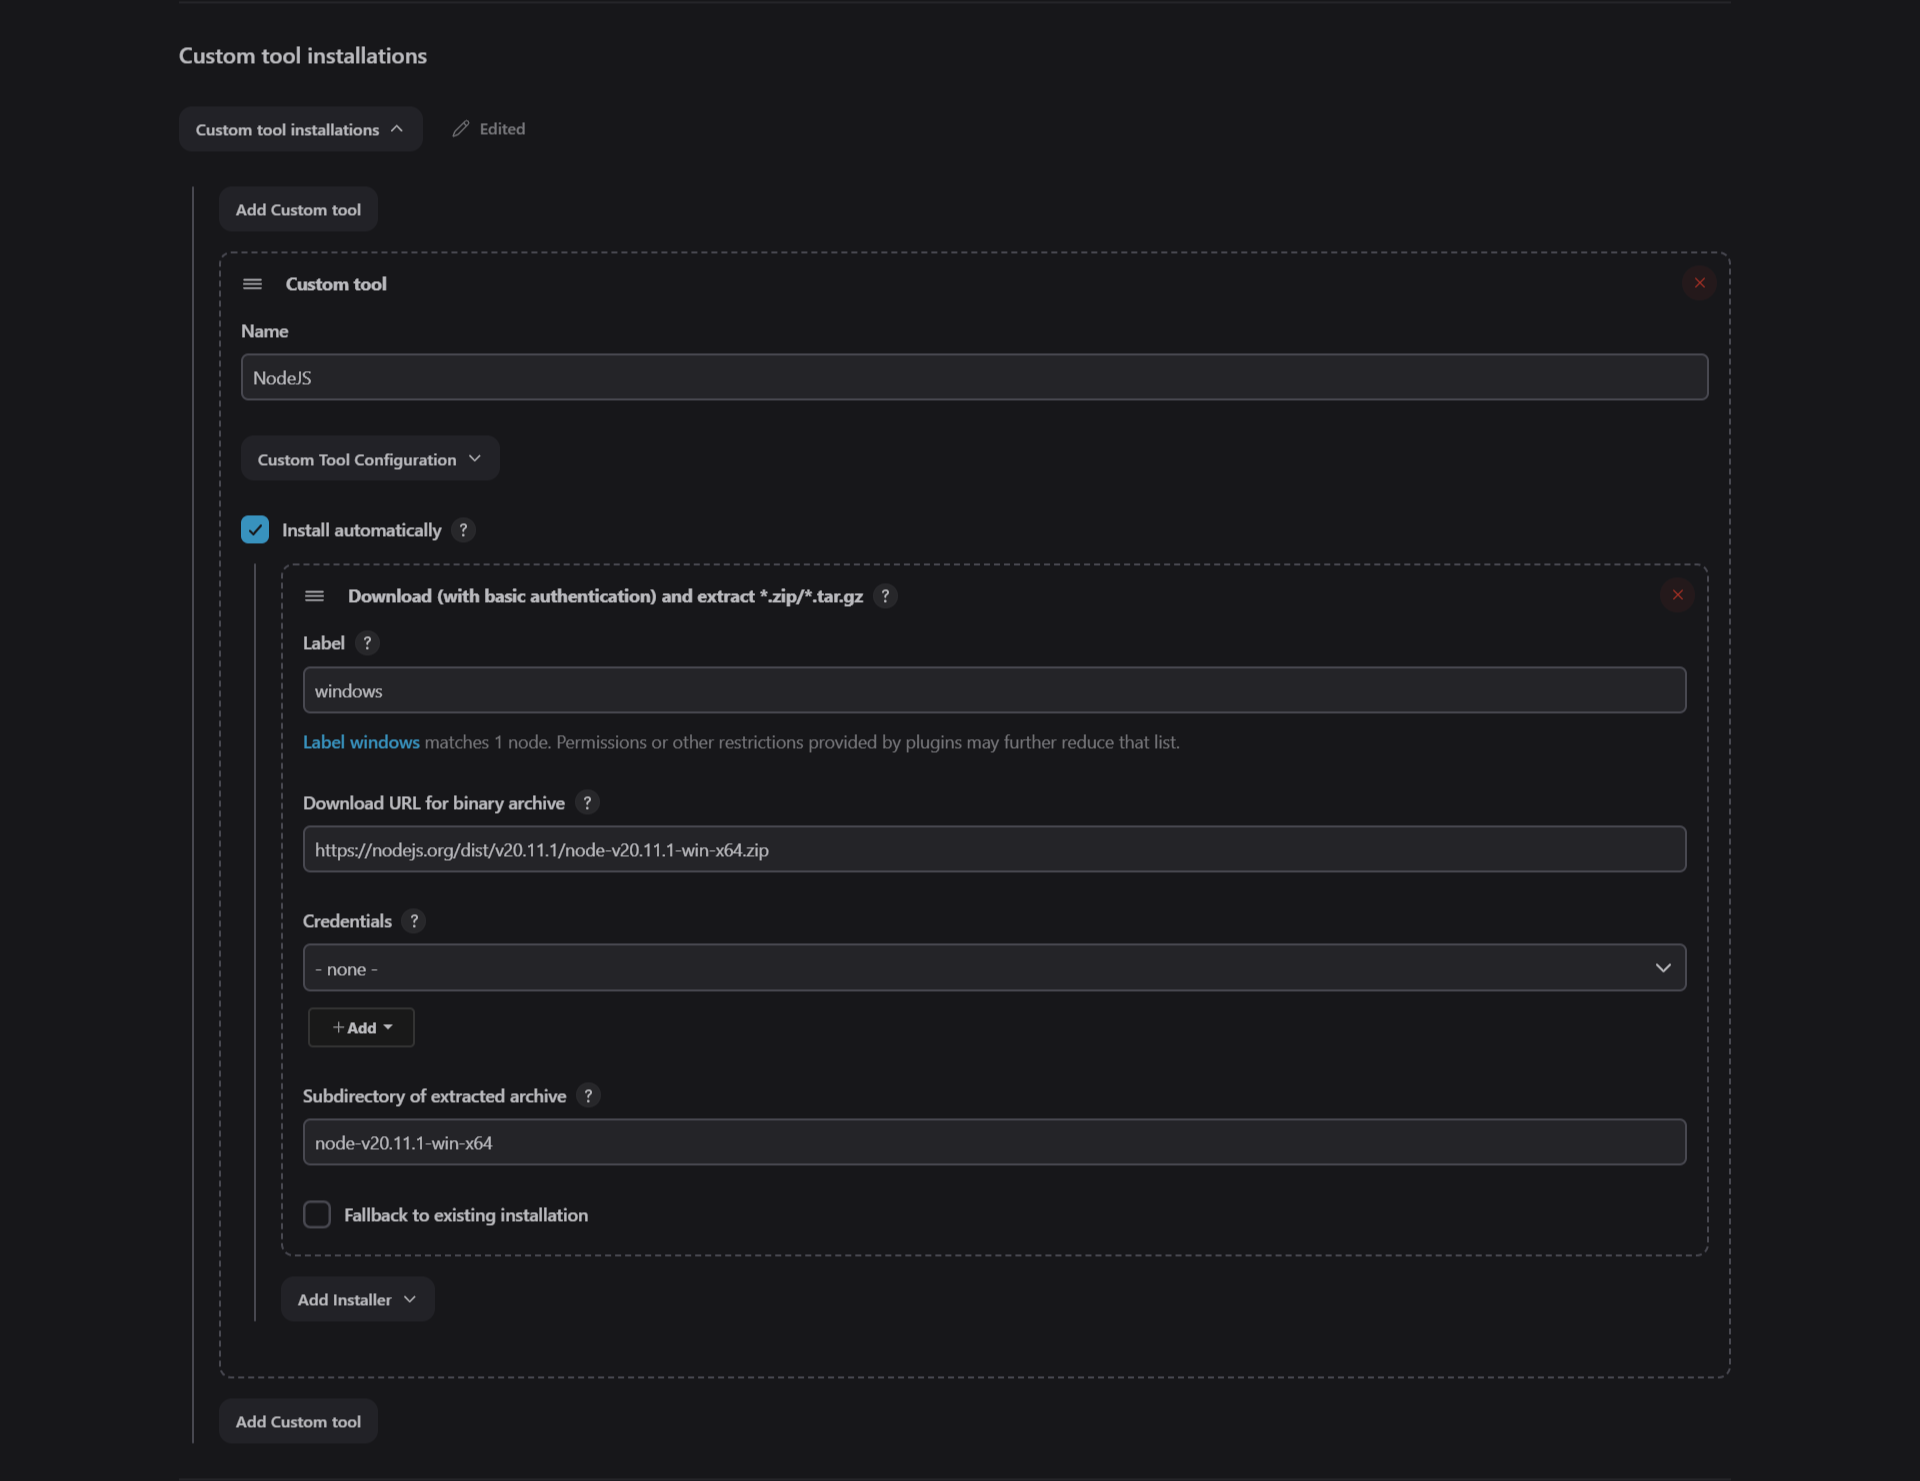 Custom tool installations
Custom tool installations Edited
Add Custom tool
Custom tool
Name
NodeJS
Custom Tool Configuration
Install automatically ?
Download (with basic authentication) and extract *.zip/*.tar.gz ?
Label ?
windows
Label windows matches 1 node. Permissions or other restrictions provided by plugins may further reduce that list.
Download URL for binary archive ?
https://nodejs.org/dist/v20.11.1/node-v20.11.1-win-x64.zip
Credentials ?
- none -
+ Add
Subdirectory of extracted archive ?
node-v20.11.1-win-x64
Fallback to existing installation
Add Installer
Add Custom tool